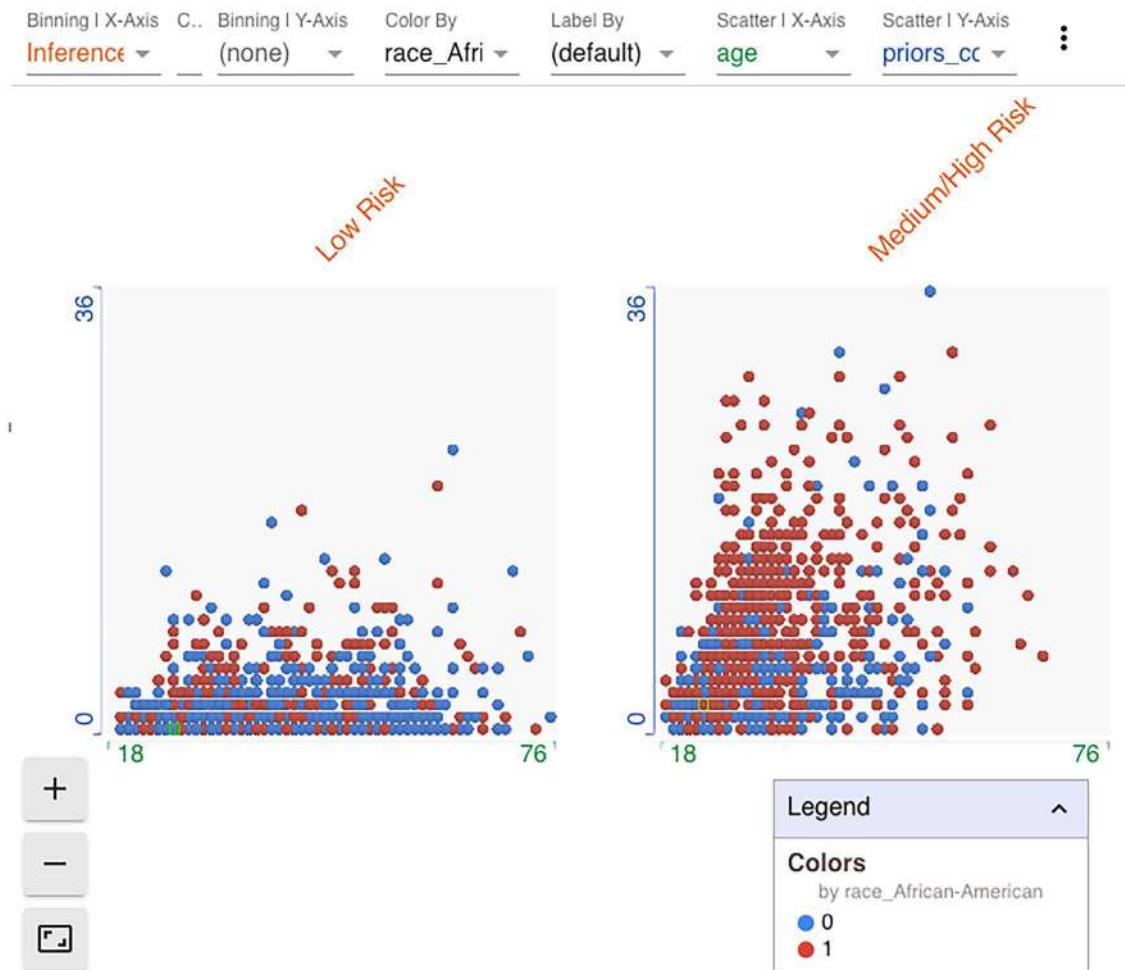 Binning | X-Axis C.. Binning | Y-Axis Color By Label By Scatter | X-Axis Scatter | Y-Axis
Inference (none) race_Afri (default) age priors_cc
Low Risk Medium/High Risk
36 36
0 0
18 76 18 76
+
−
Legend
Colors
by race_African-American
0
1